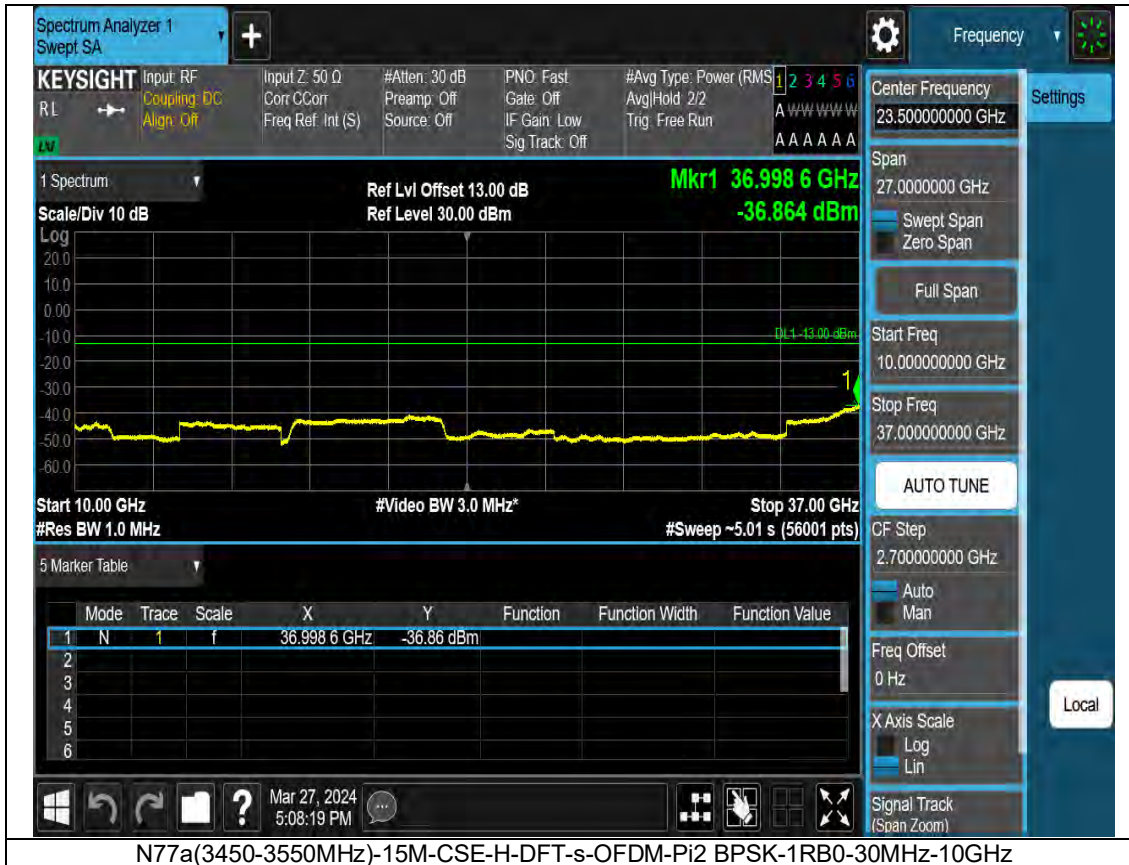 Spectrum Analyzer 1
Swept SA
+
Frequency
KEYSIGHT
RL
LXI
Input: RF
Coupling: DC
Align: Off
Input Z: 50 Ω
Corr CCorr
Freq Ref: Int (S)
#Atten: 30 dB
Preamp: Off
Source: Off
PNO: Fast
Gate: Off
IF Gain: Low
Sig Track: Off
#Avg Type: Power (RMS
Avg|Hold: 2/2
Trig: Free Run
1 2 3 4 5 6
A W W W W W
A A A A A A
1 Spectrum
Scale/Div 10 dB
Ref Lvl Offset 13.00 dB
Ref Level 30.00 dBm
Mkr1 36.998 6 GHz
-36.864 dBm
Log
20.0
10.0
0.00
-10.0
-20.0
-30.0
-40.0
-50.0
-60.0
DL1 -13.00 dBm
1
Start 10.00 GHz
#Video BW 3.0 MHz*
Stop 37.00 GHz
#Res BW 1.0 MHz
#Sweep ~5.01 s (56001 pts)
5 Marker Table
Mode Trace Scale X Y Function Function Width Function Value
1 N 1 f 36.998 6 GHz -36.86 dBm
2
3
4
5
6
Mar 27, 2024
5:08:19 PM
?
Center Frequency
23.500000000 GHz
Settings
Span
27.0000000 GHz
Swept Span
Zero Span
Full Span
Start Freq
10.000000000 GHz
Stop Freq
37.000000000 GHz
AUTO TUNE
CF Step
2.700000000 GHz
Auto
Man
Freq Offset
0 Hz
X Axis Scale
Log
Lin
Signal Track
(Span Zoom)
Local
N77a(3450-3550MHz)-15M-CSE-H-DFT-s-OFDM-Pi2 BPSK-1RB0-30MHz-10GHz